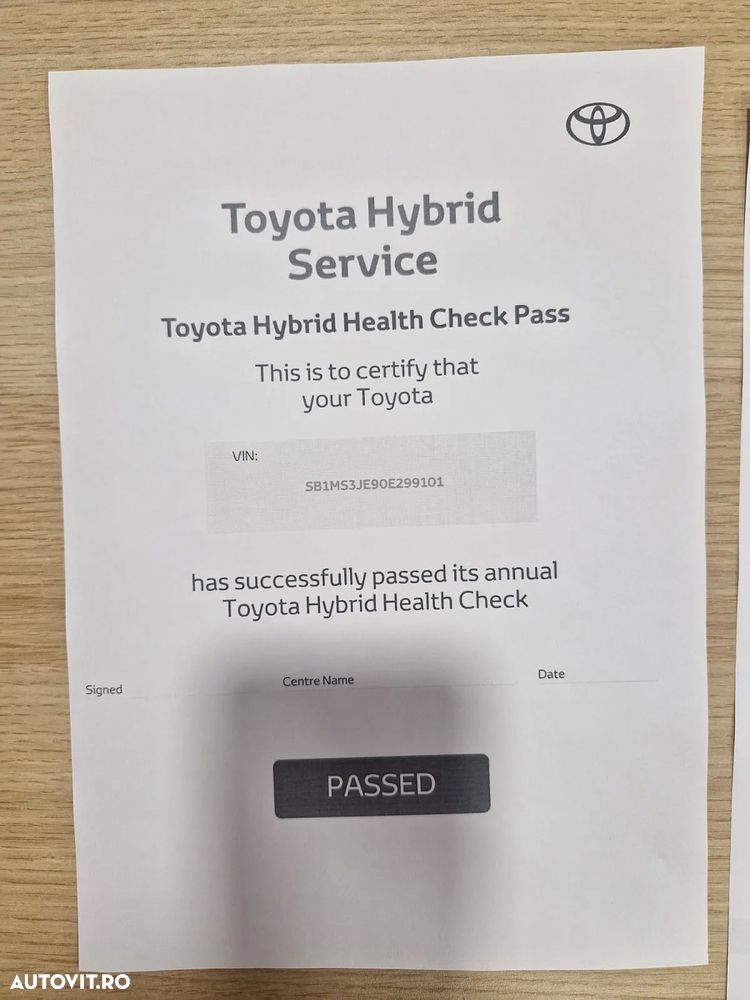 Toyota Hybrid
Service
Toyota Hybrid Health Check Pass
This is to certify that
your Toyota
VIN:
SB1MS3JE90E299101
has successfully passed its annual
Toyota Hybrid Health Check
Signed
Centre Name
Date
PASSED
AUTOVIT.RO